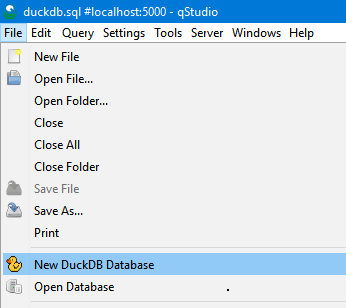 duckdb.sql #localhost:5000 - qStudio
File Edit Query Settings Tools Server Windows Help
New File
Open File...
Open Folder...
Close
Close All
Close Folder
Save File
Save As...
Print
New DuckDB Database
Open Database